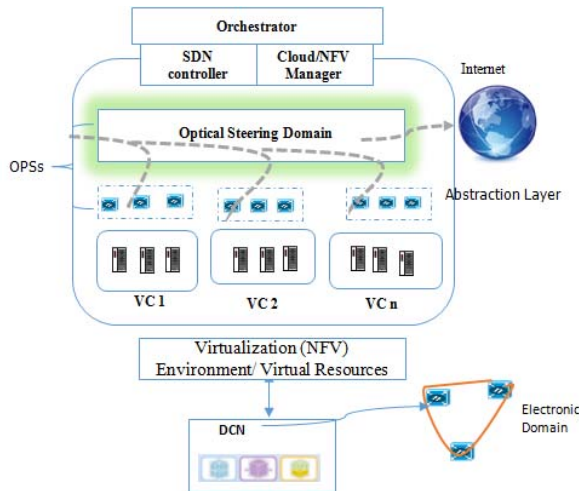 Orchestrator
SDN
controller
Cloud/NFV
Manager
Internet
Optical Steering Domain
OPSs
Abstraction Layer
VC 1
VC 2
VC n
Virtualization (NFV)
Environment/ Virtual Resources
DCN
Electronic
Domain